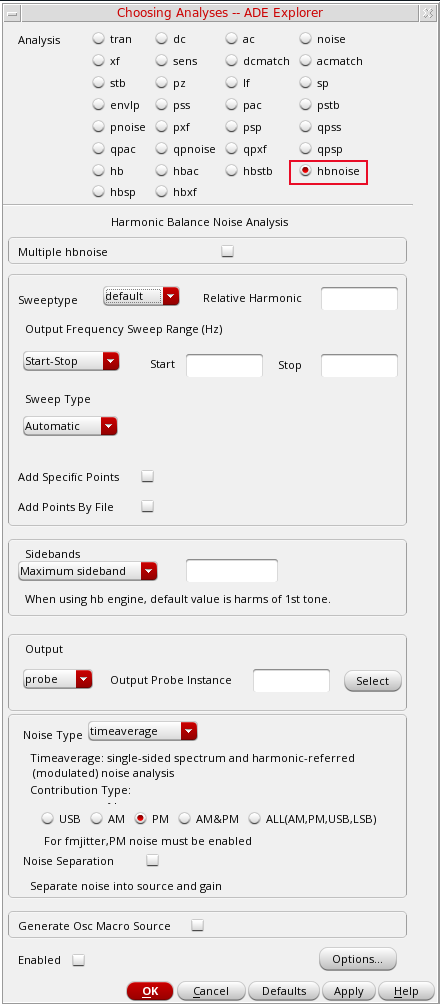 Choosing Analyses -- ADE Explorer
Analysis tran dc ac noise
xf sens dcmatch acmatch
stb pz lf sp
envlp pss pac pstb
pnoise pxf psp qpss
qpac qpnoise qpxf qpsp
hb hbac hbstb hbnoise
hbsp hbxf
Harmonic Balance Noise Analysis
Multiple hbnoise
Sweeptype default Relative Harmonic
Output Frequency Sweep Range (Hz)
Start-Stop Start Stop
Sweep Type
Automatic
Add Specific Points
Add Points By File
Sidebands
Maximum sideband
When using hb engine, default value is harms of 1st tone.
Output
probe Output Probe Instance Select
Noise Type timeaverage
Timeaverage: single-sided spectrum and harmonic-referred
(modulated) noise analysis
Contribution Type:
USB AM PM AM&PM ALL(AM,PM,USB,LSB)
For fmjitter,PM noise must be enabled
Noise Separation
Separate noise into source and gain
Generate Osc Macro Source
Enabled Options...
OK Cancel Defaults Apply Help